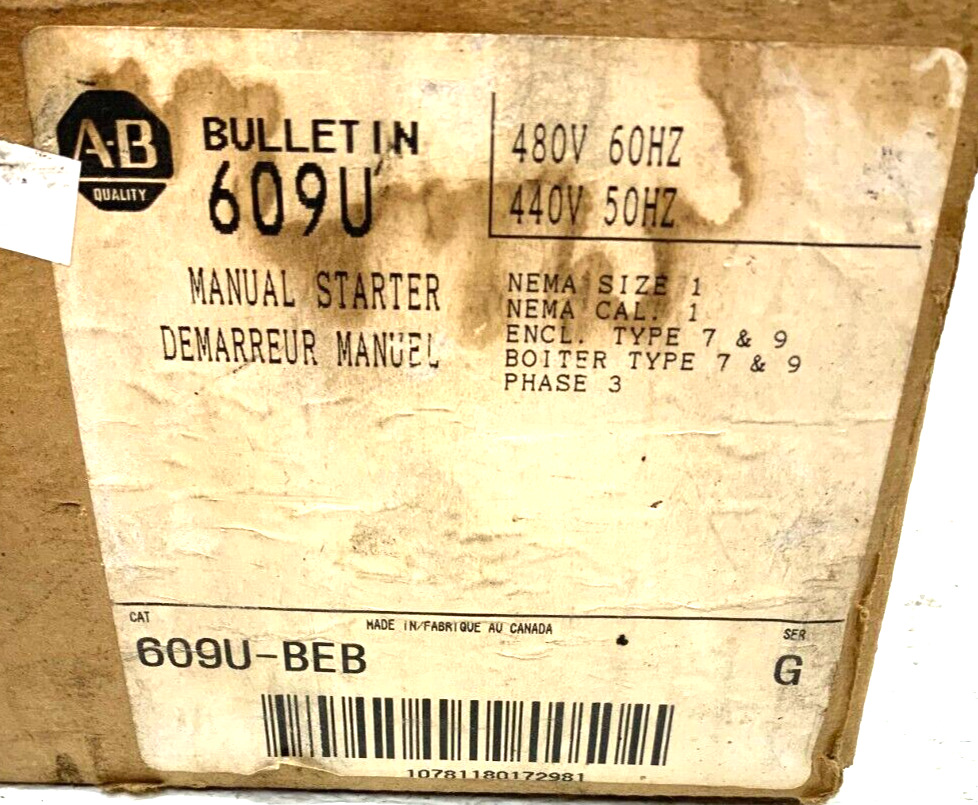 A-B
QUALITY
BULLETIN
609U
480V 60HZ
440V 50HZ
MANUAL STARTER
DEMARREUR MANUEL
NEMA SIZE 1
NEMA CAL. 1
ENCL. TYPE 7 & 9
BOITER TYPE 7 & 9
PHASE 3
CAT
609U-BEB
MADE IN/FABRIQUE AU CANADA
SER
G
10781180172981